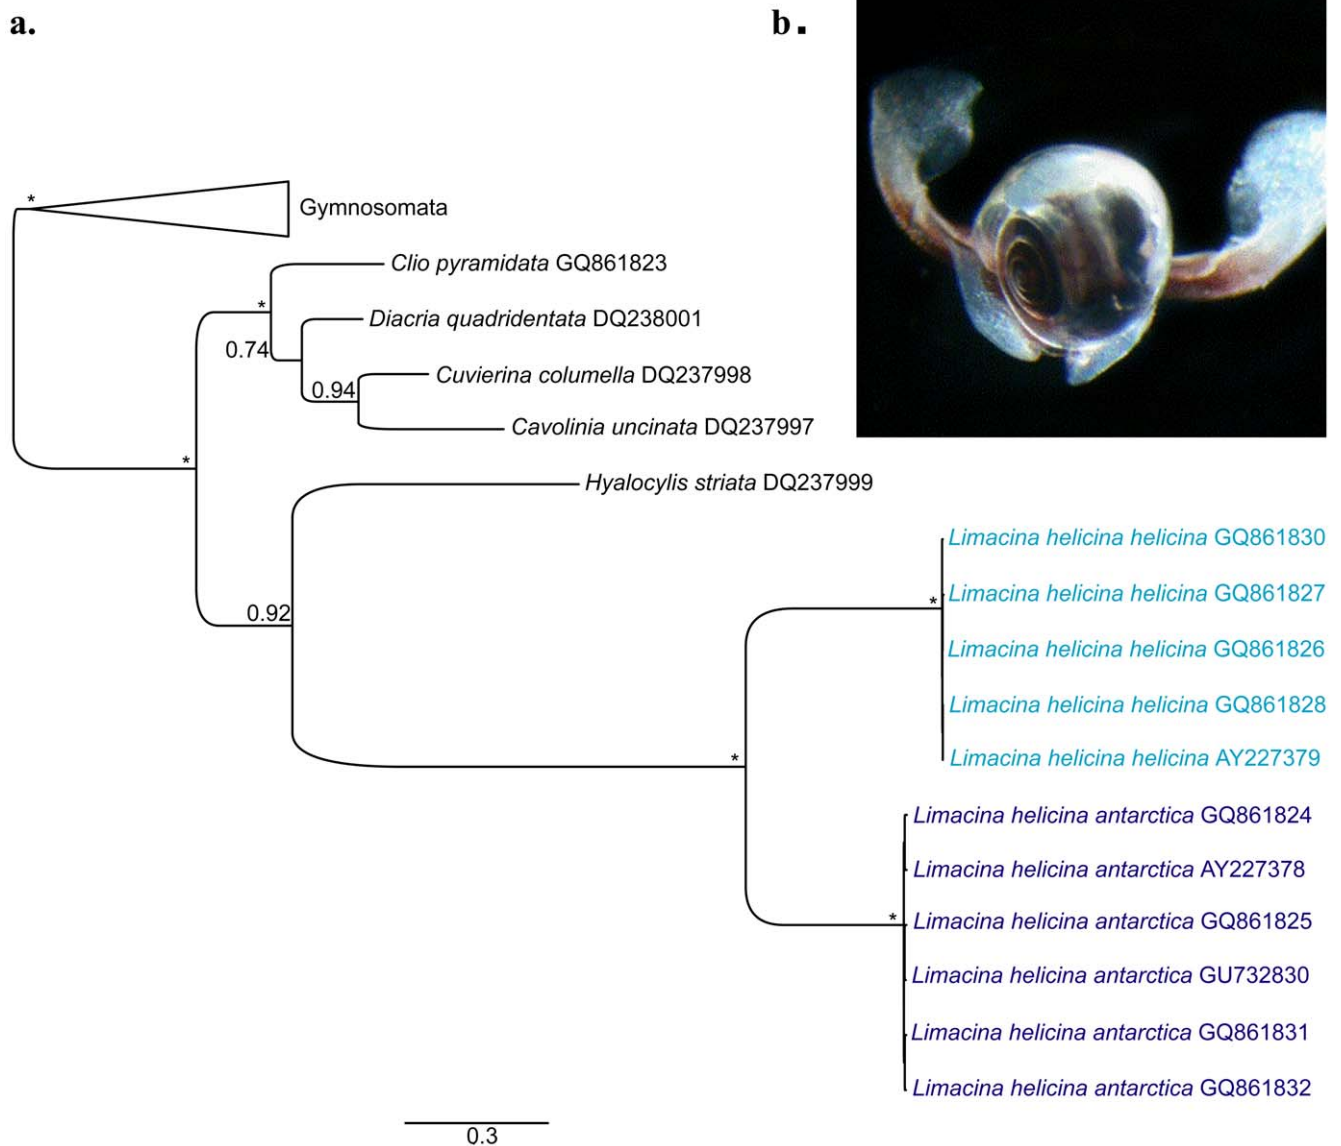 a.
b.
*
Gymnosomata
Clio pyramidata GQ861823
*
Diacria quadridentata DQ238001
0.74
Cuvierina columella DQ237998
0.94
Cavolinia uncinata DQ237997
*
Hyalocylis striata DQ237999
Limacina helicina helicina GQ861830
Limacina helicina helicina GQ861827
*
0.92
Limacina helicina helicina GQ861826
Limacina helicina helicina GQ861828
*
Limacina helicina helicina AY227379
Limacina helicina antarctica GQ861824
Limacina helicina antarctica AY227378
*
Limacina helicina antarctica GQ861825
Limacina helicina antarctica GU732830
Limacina helicina antarctica GQ861831
Limacina helicina antarctica GQ861832
0.3